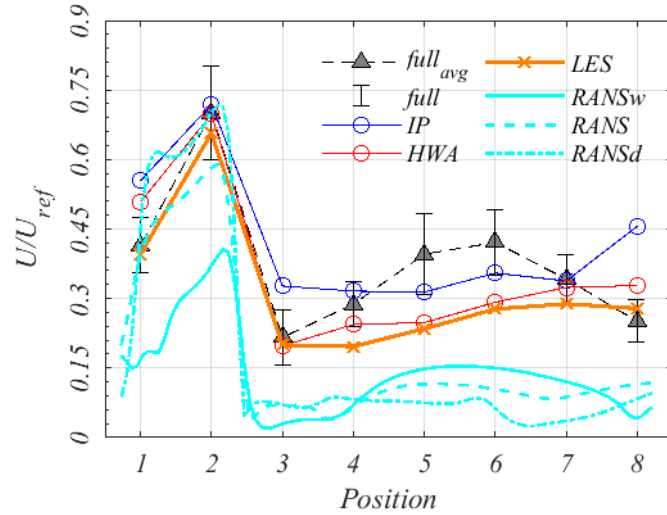 0.9
0.75
0.6
0.45
0.3
0.15
0
U/U_ref
full_avg
full
IP
HWA
LES
RANSw
RANS
RANSd
1 2 3 4 5 6 7 8
Position